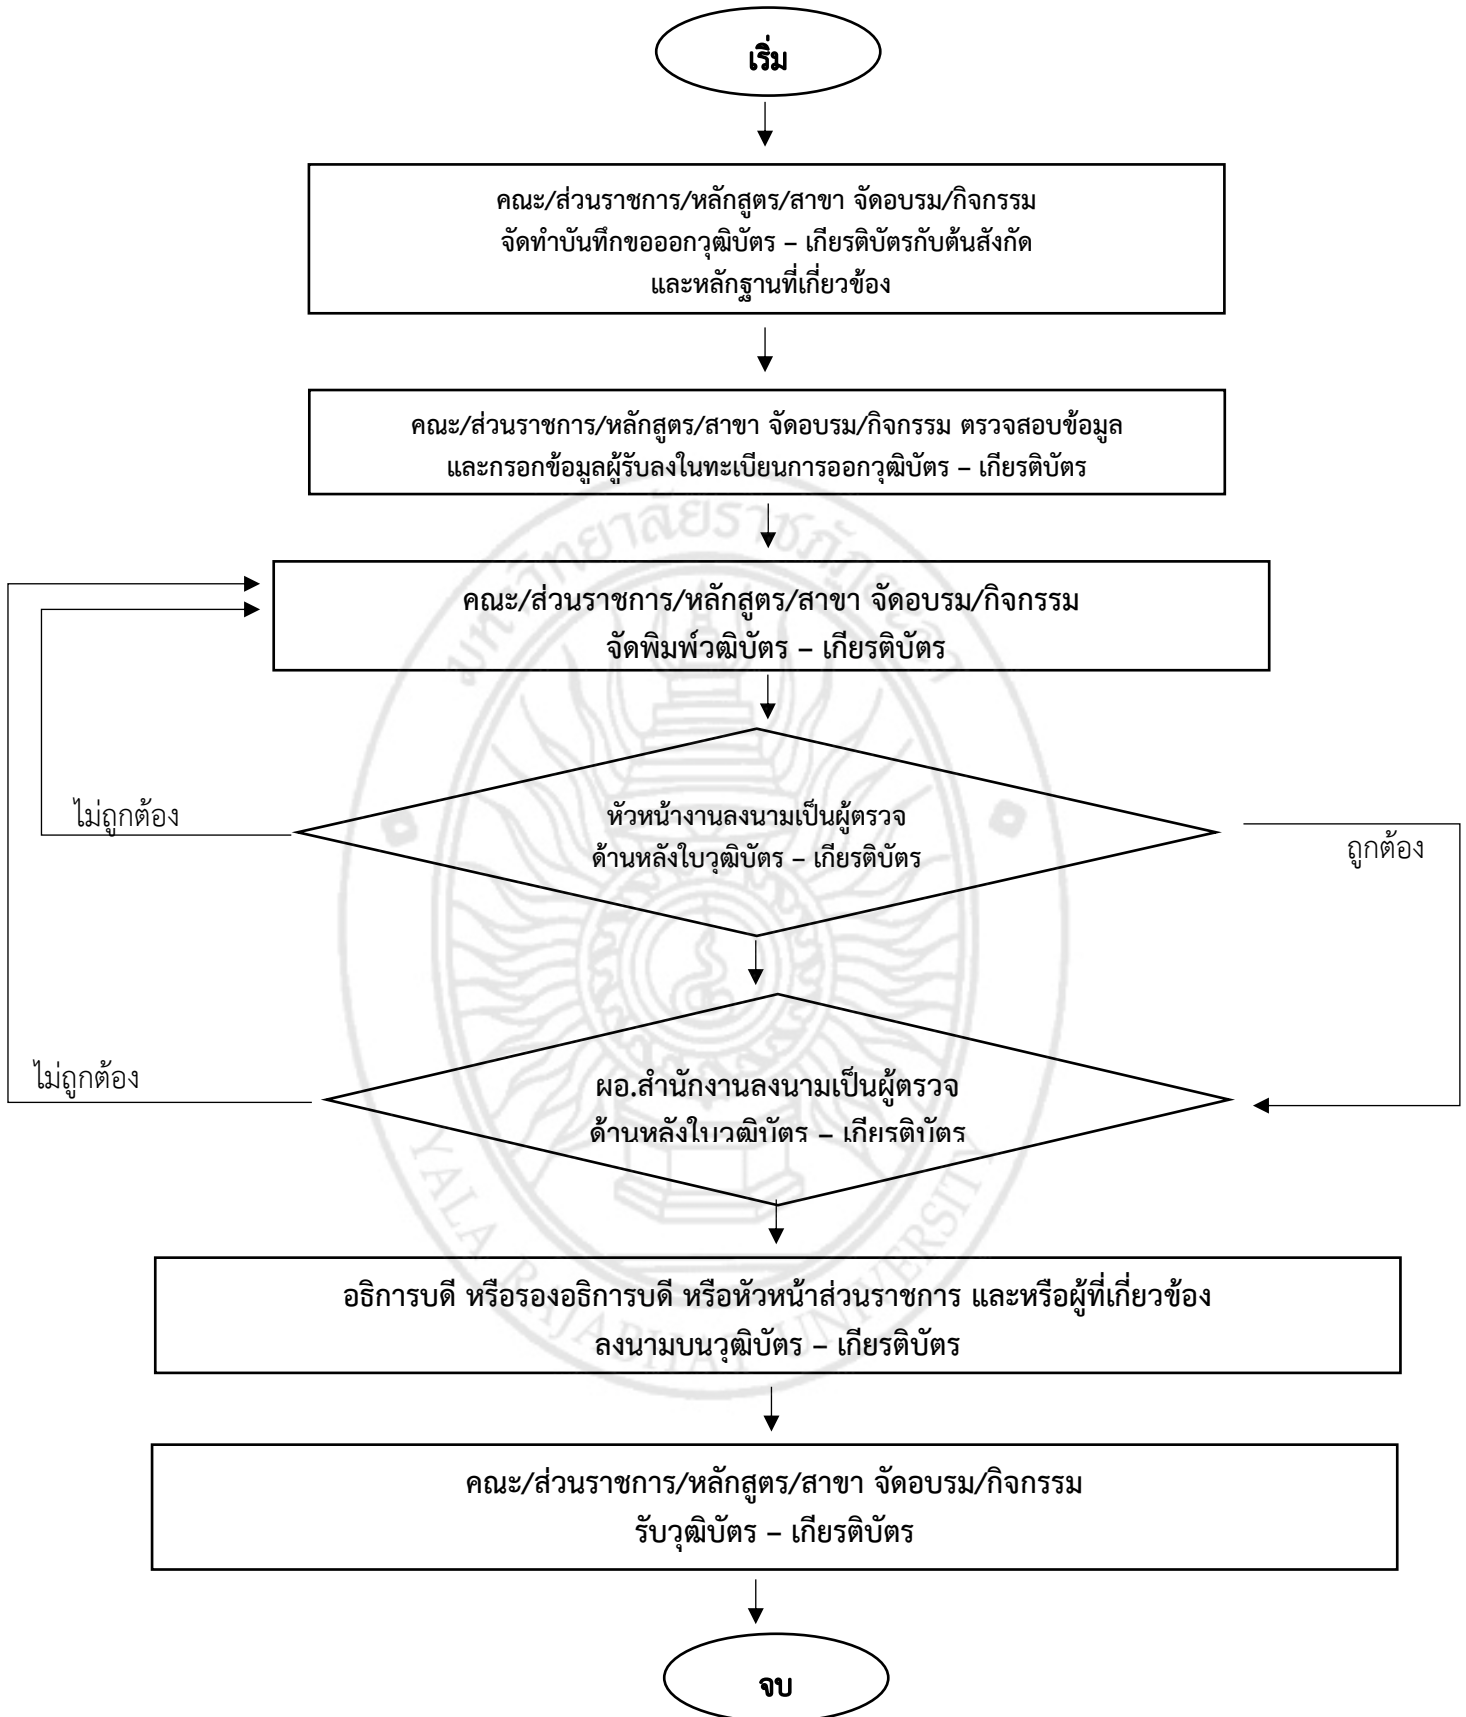 เริ่ม
คณะ/ส่วนราชการ/หลักสูตร/สาขา จัดอบรม/กิจกรรม
จัดทำบันทึกขอออกวุฒิบัตร – เกียรติบัตรกับต้นสังกัด
และหลักฐานที่เกี่ยวข้อง
คณะ/ส่วนราชการ/หลักสูตร/สาขา จัดอบรม/กิจกรรม ตรวจสอบข้อมูล
และกรอกข้อมูลผู้รับลงในทะเบียนการออกวุฒิบัตร – เกียรติบัตร
มหาวิทยาลัยราชภัฏยะลา
คณะ/ส่วนราชการ/หลักสูตร/สาขา จัดอบรม/กิจกรรม
จัดพิมพ์วุฒิบัตร – เกียรติบัตร
ไม่ถูกต้อง
หัวหน้างานลงนามเป็นผู้ตรวจ
ด้านหลังใบวุฒิบัตร – เกียรติบัตร
ถูกต้อง
ไม่ถูกต้อง
ผอ.สำนักงานลงนามเป็นผู้ตรวจ
ด้านหลังใบวุฒิบัตร – เกียรติบัตร
YALA RAJABHAT UNIVERSITY
อธิการบดี หรือรองอธิการบดี หรือหัวหน้าส่วนราชการ และหรือผู้ที่เกี่ยวข้อง
ลงนามบนวุฒิบัตร – เกียรติบัตร
คณะ/ส่วนราชการ/หลักสูตร/สาขา จัดอบรม/กิจกรรม
รับวุฒิบัตร – เกียรติบัตร
จบ